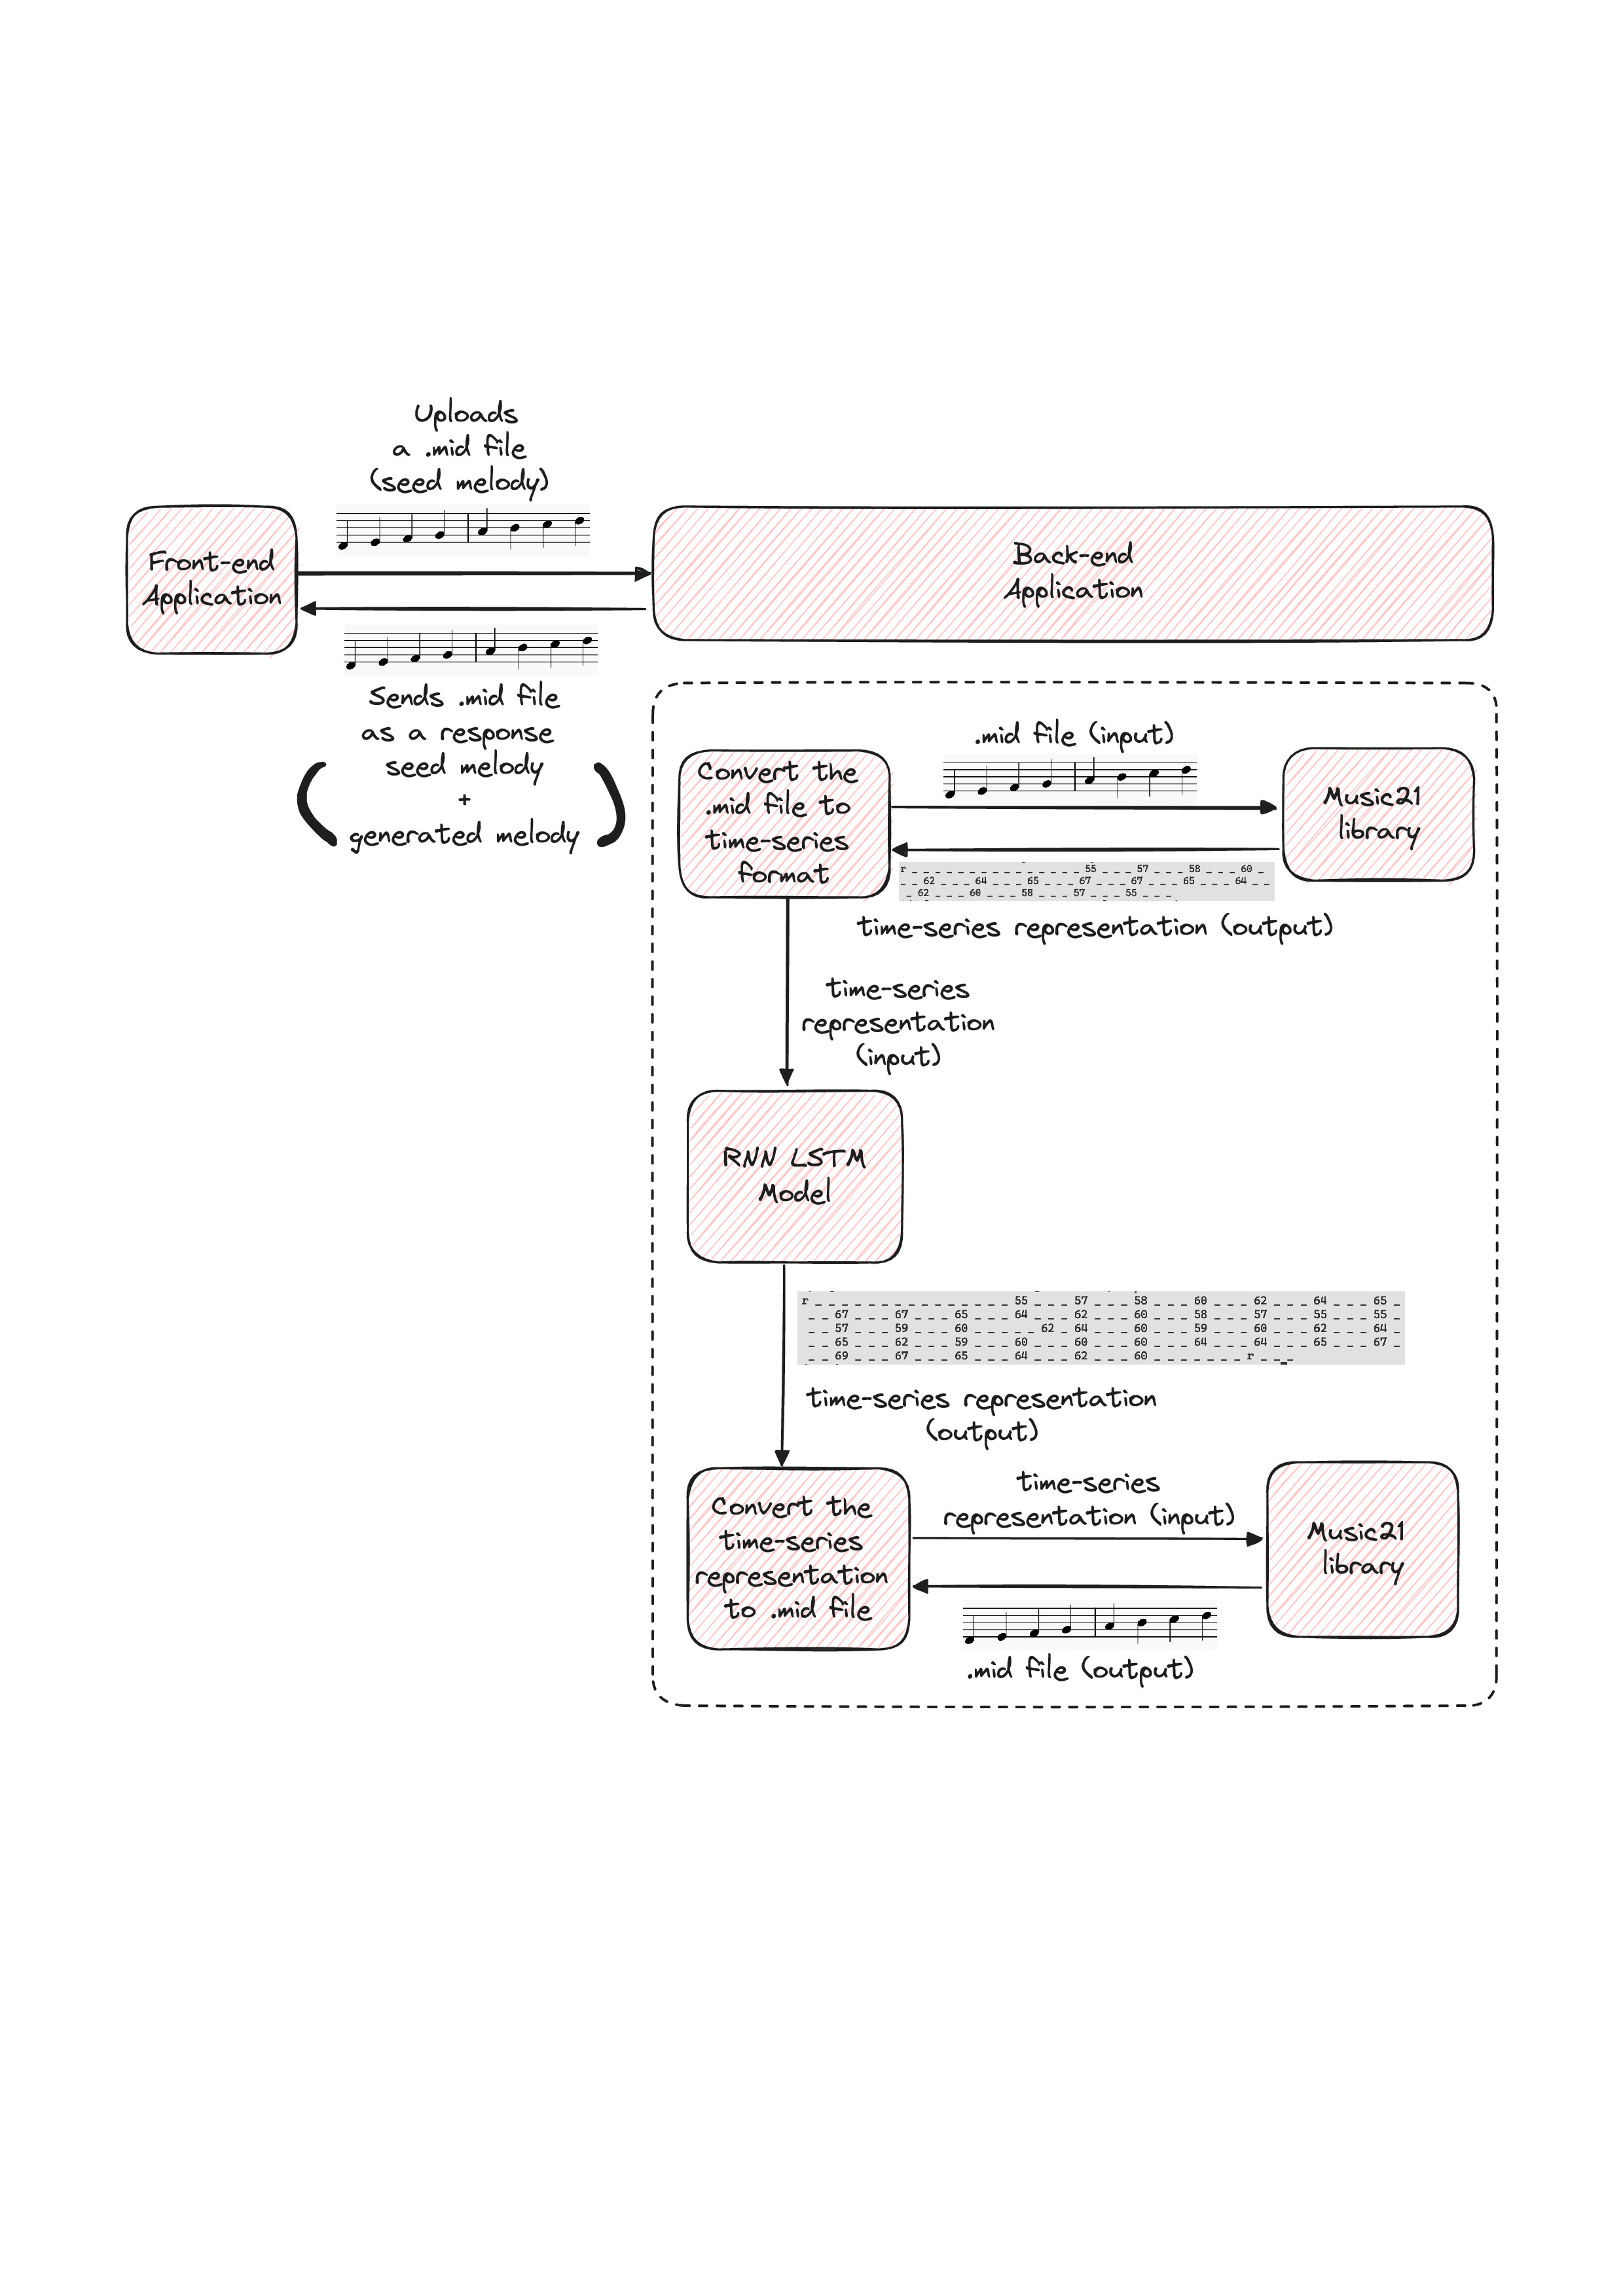 Uploads
a .mid file
(seed melody)
Front-end
Application
Back-end
Application
Sends .mid file
as a response
seed melody
+
generated melody
Convert the
.mid file to
time-series
format
.mid file (input)
Music21
library
r _ _ _ _ _ _ _ _ _ _ _ _ _ 55 _ _ _ 57 _ _ _ 58 _ _ _ 60 _
_ _ 62 _ _ _ 64 _ _ _ 65 _ _ _ 67 _ _ _ 67 _ _ _ 65 _ _ _ 64 _ _
_ 62 _ _ _ 60 _ _ _ 58 _ _ _ 57 _ _ _ 55 _ _ _
time-series representation (output)
time-series
representation
(input)
RNN LSTM
Model
r _ _ _ _ _ _ _ _ _ _ _ _ _ _ _ 55 _ _ _ 57 _ _ _ 58 _ _ _ 60 _ _ _ 62 _ _ _ 64 _ _ _ 65 _
_ _ 67 _ _ _ 67 _ _ _ 65 _ _ _ 64 _ _ _ 62 _ _ _ 60 _ _ _ 58 _ _ _ 57 _ _ _ 55 _ _ _ 55 _
_ _ 57 _ _ _ 59 _ _ _ 60 _ _ _ _ _ 62 _ 64 _ _ _ 60 _ _ _ 59 _ _ _ 60 _ _ _ 62 _ _ _ 64 _
_ _ 65 _ _ _ 62 _ _ _ 59 _ _ _ 60 _ _ _ 60 _ _ _ 60 _ _ _ 64 _ _ _ 64 _ _ _ 65 _ _ _ 67 _
_ _ 69 _ _ _ 67 _ _ _ 65 _ _ _ 64 _ _ _ 62 _ _ _ 60 _ _ _ _ _ _ _ r _ _ _
time-series representation
(output)
Convert the
time-series
representation
to .mid file
time-series
representation (input)
Music21
library
.mid file (output)